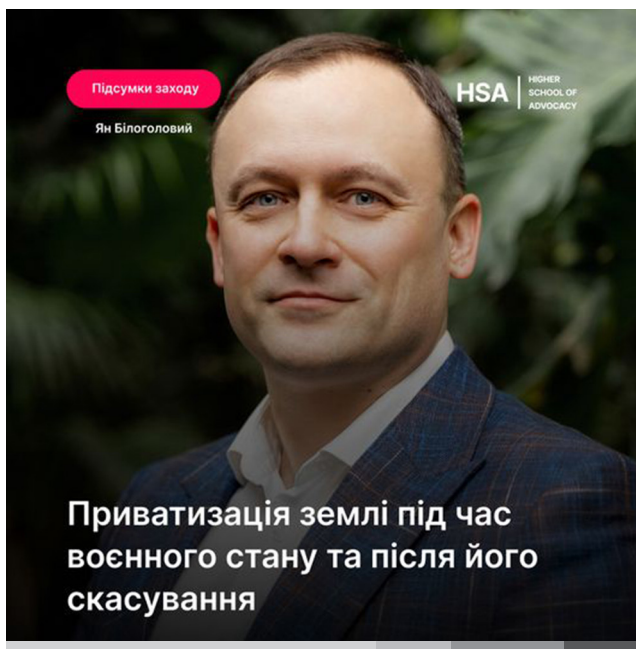 Підсумки заходу
Ян Білоголовий
HSA
HIGHER
SCHOOL OF
ADVOCACY
Приватизація землі під час
воєнного стану та після його
скасування